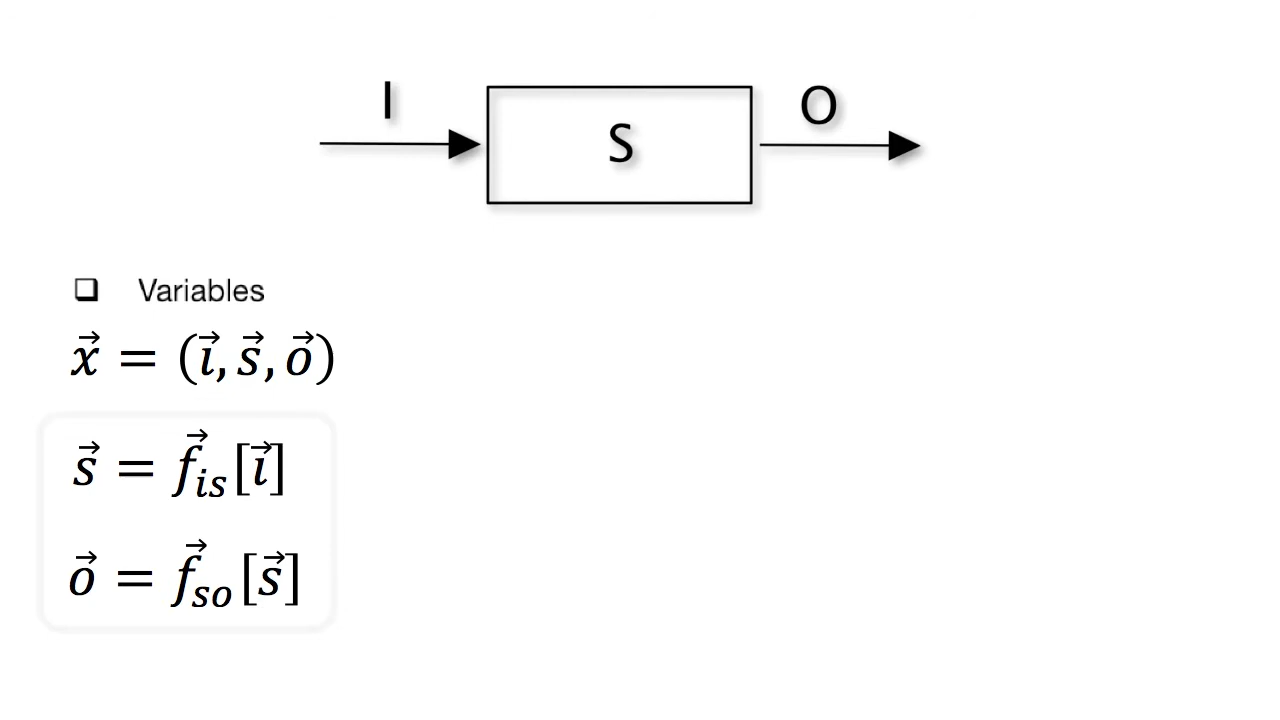 I
S
O
❑ Variables
x⃗ = (ı⃗, s⃗, o⃗)
s⃗ = f⃗ᵢₛ[ı⃗]
o⃗ = f⃗ₛₒ[s⃗]